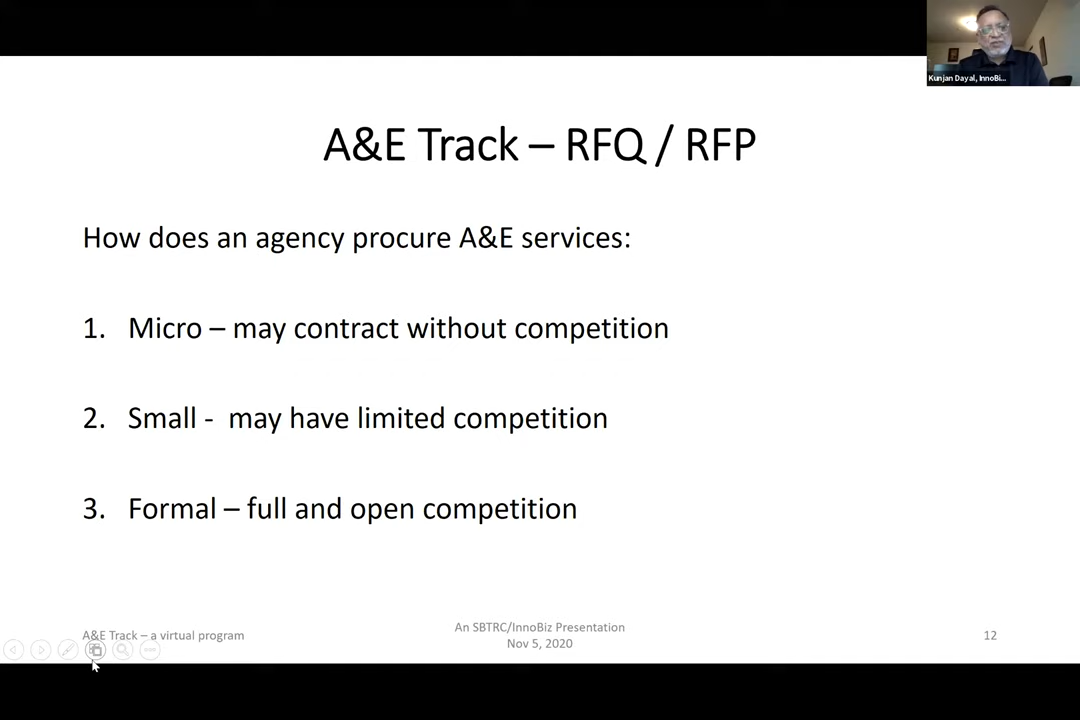 Kunjan Dayal, InnoBi...
A&E Track – RFQ / RFP
How does an agency procure A&E services:
1. Micro – may contract without competition
2. Small - may have limited competition
3. Formal – full and open competition
A&E Track – a virtual program
An SBTRC/InnoBiz Presentation
Nov 5, 2020
12